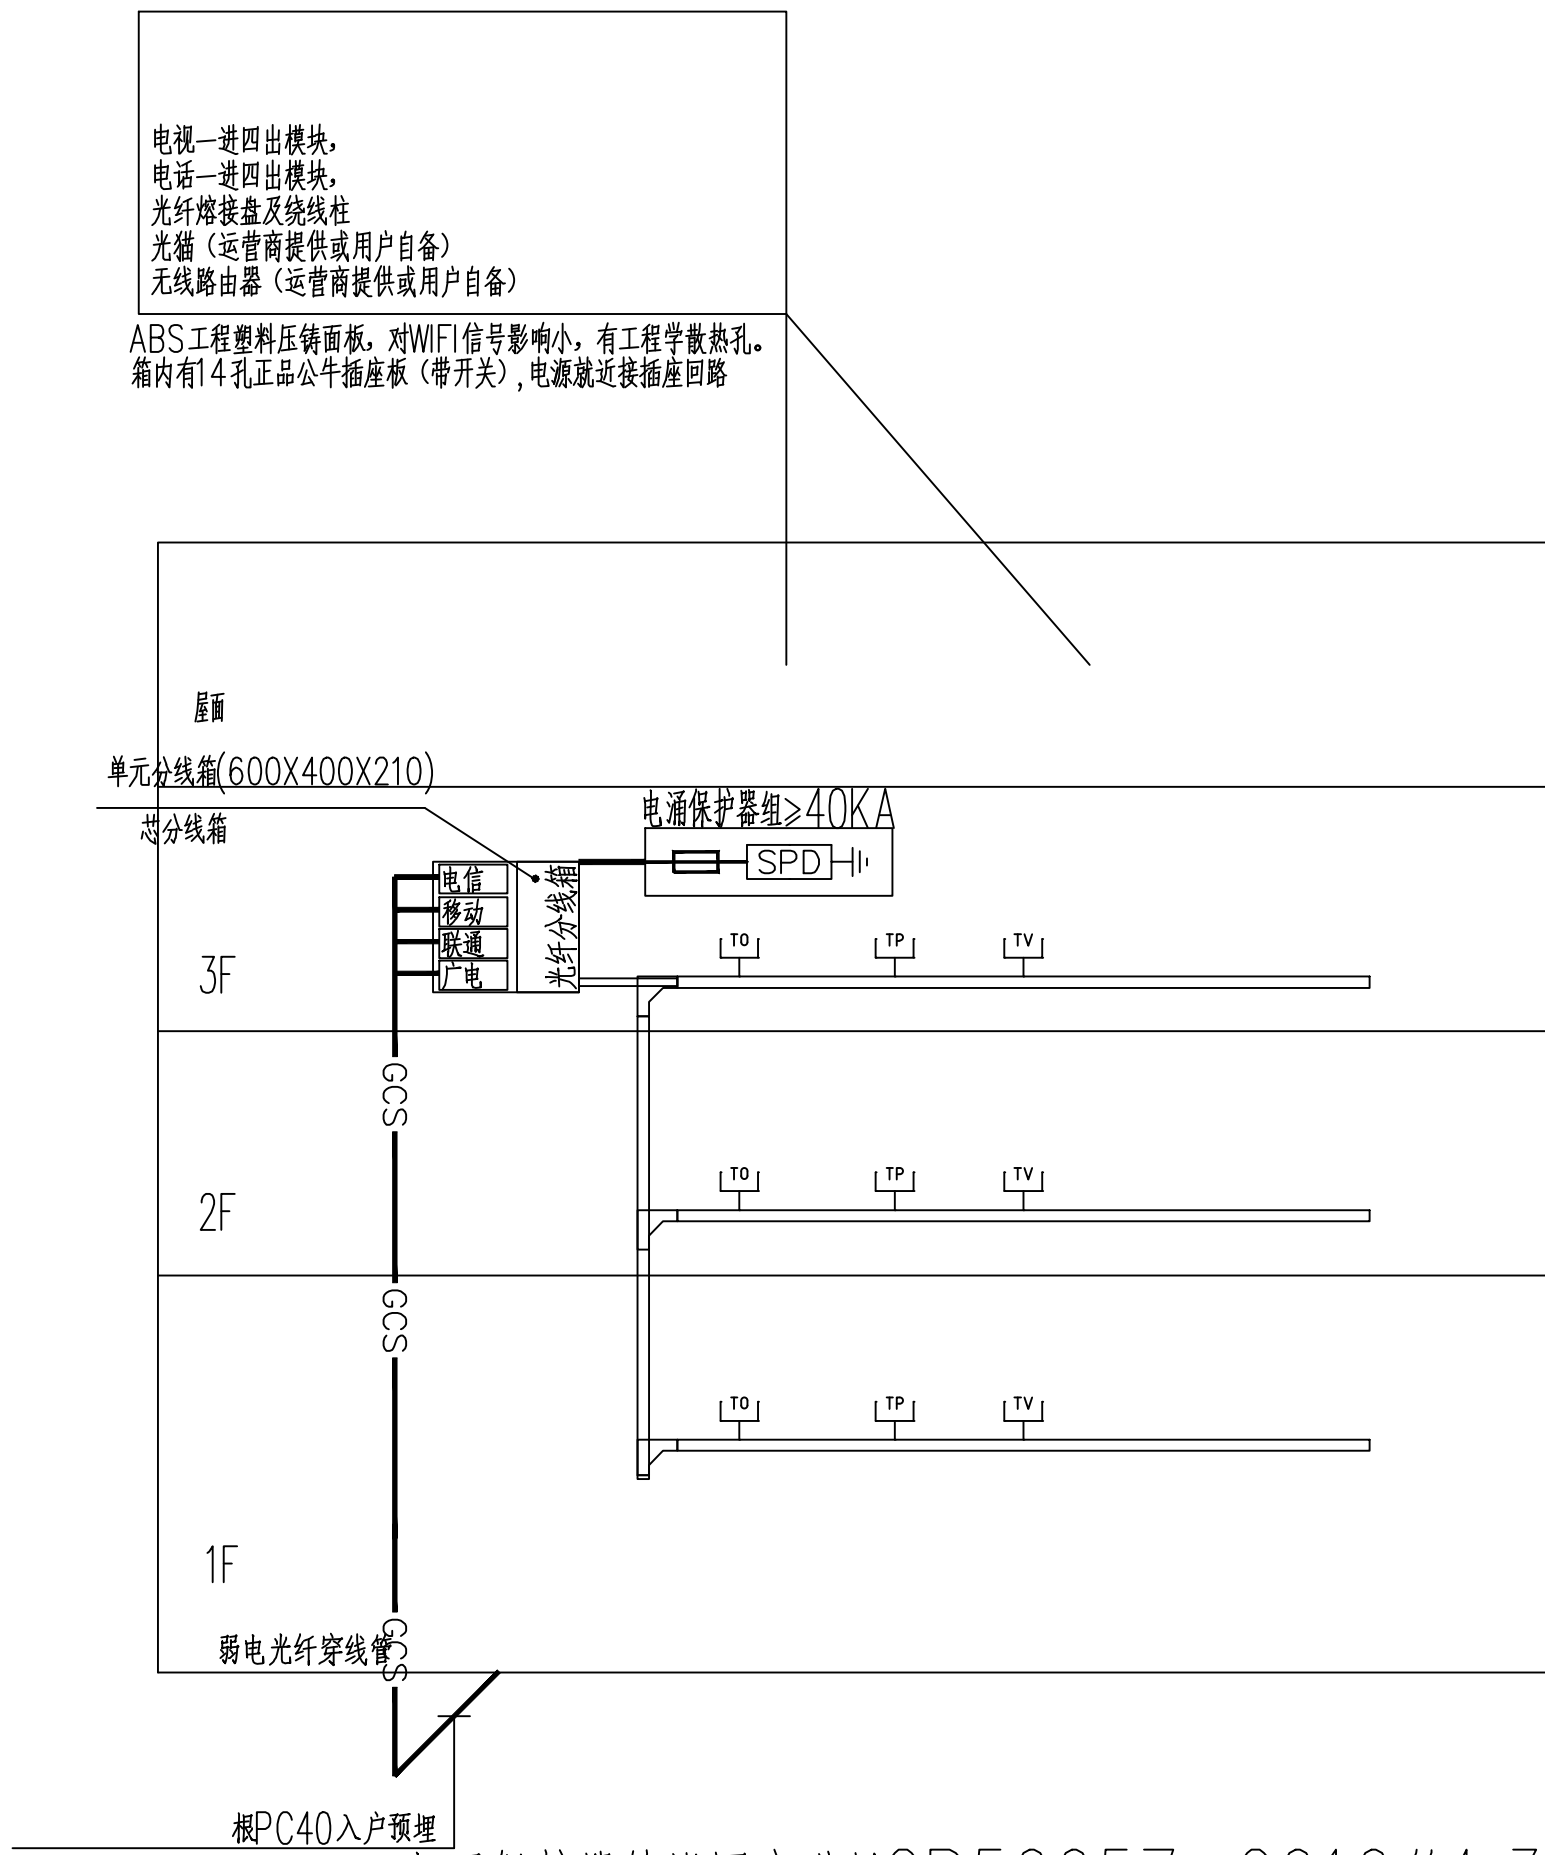 电视一进四出模块，
电话一进四出模块，
光纤熔接盘及绕线柱
光猫（运营商提供或用户自备）
无线路由器（运营商提供或用户自备）
ABS工程塑料压铸面板，对WIFI信号影响小，有工程学散热孔。
箱内有14孔正品公牛插座板（带开关）,电源就近接插座回路
屋面
单元分线箱(600X400X210)
芯分线箱
电涌保护器组≥40KA
SPD
电信
移动
联通
广电
光纤分线箱
3F
TO TP TV
GCS
2F
TO TP TV
GCS
1F
TO TP TV
弱电光纤穿线管
GCS
根PC40入户预埋